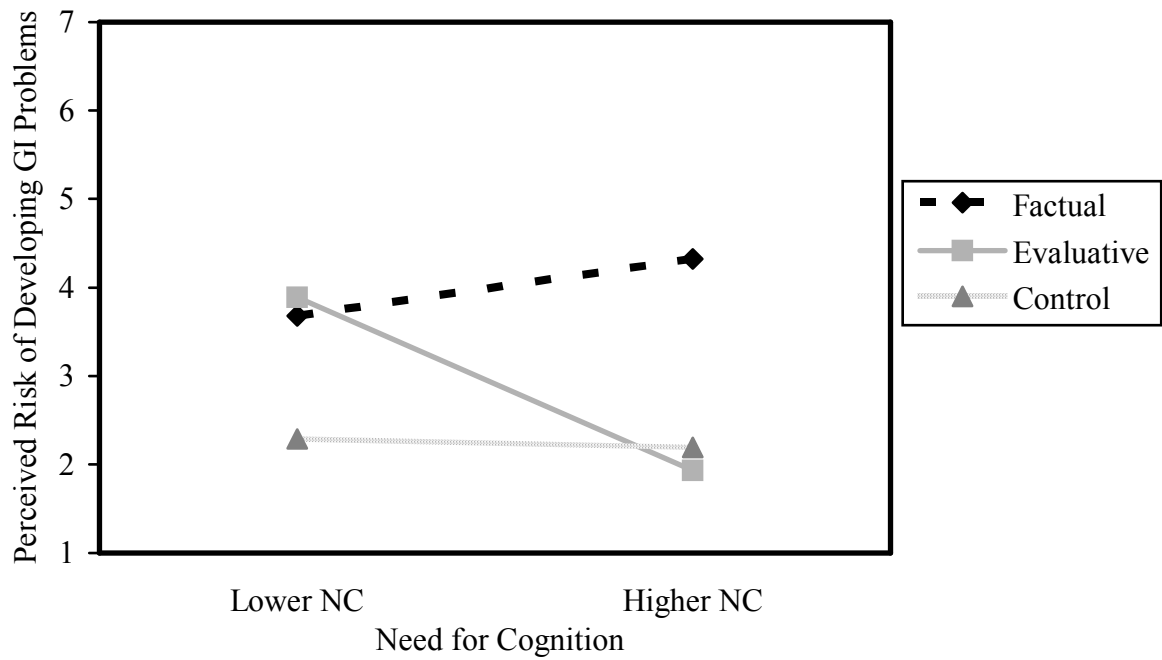 Perceived Risk of Developing GI Problems
7
6
5
4
3
2
1
Lower NC
Higher NC
Need for Cognition
Factual
Evaluative
Control